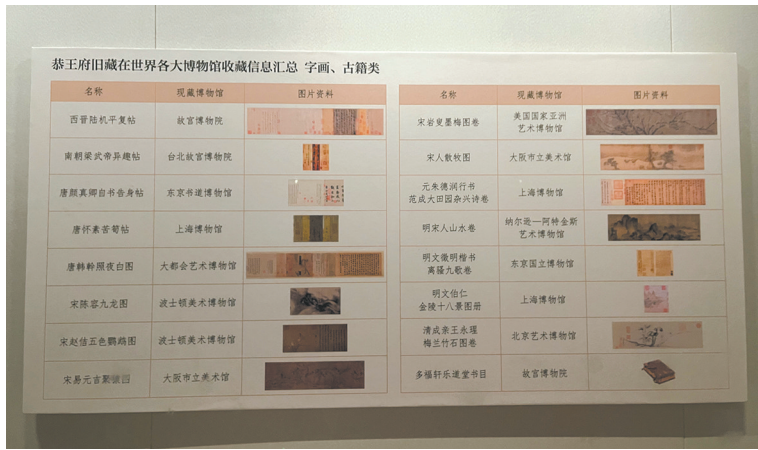 恭王府旧藏在世界各大博物馆收藏信息汇总 字画、古籍类
名称 现藏博物馆 图片资料
西晋陆机平复帖 故宫博物院
南朝梁武帝异趣帖 台北故宫博物院
唐颜真卿自书告身帖 东京书道博物馆
唐怀素苦笋帖 上海博物馆
唐韩幹照夜白图 大都会艺术博物馆
宋陈容九龙图 波士顿美术博物馆
宋赵佶五色鹦鹉图 波士顿美术博物馆
宋易元吉聚猿图 大阪市立美术馆
名称 现藏博物馆 图片资料
宋岩叟墨梅图卷 美国国家亚洲
艺术博物馆
宋人散牧图 大阪市立美术馆
元朱德润行书
范成大田园杂兴诗卷 上海博物馆
明宋人山水卷 纳尔逊—阿特金斯
艺术博物馆
明文徵明楷书
离骚九歌卷 东京国立博物馆
明文伯仁
金陵十八景图册 上海博物馆
清成亲王永瑆
梅兰竹石图卷 北京艺术博物馆
多福轩乐道堂书目 故宫博物院